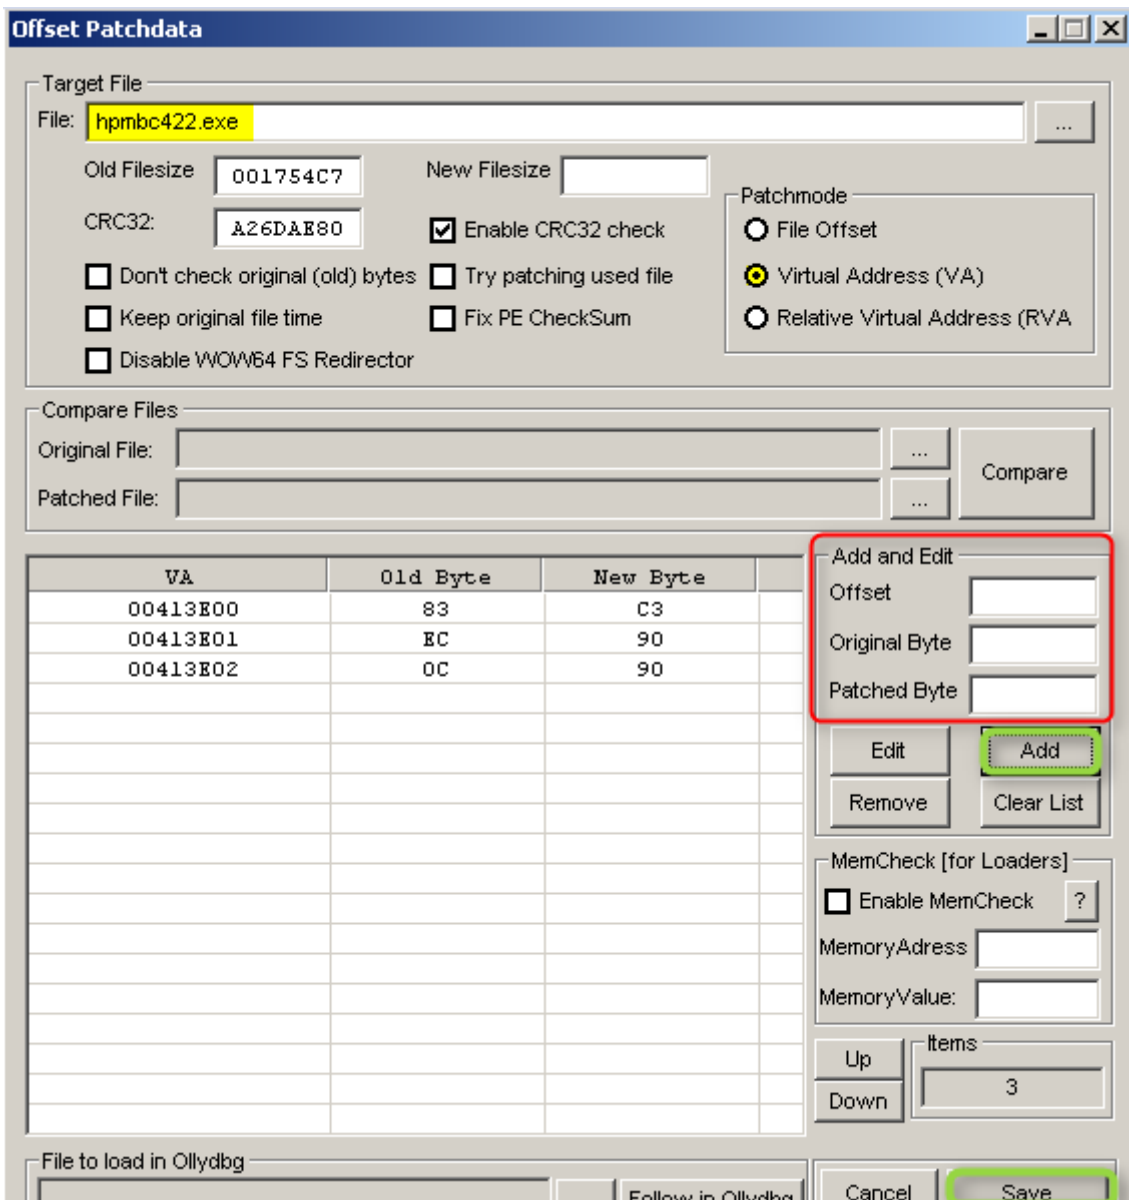 Offset Patchdata
Target File
File: hpmbc422.exe ...
Old Filesize 001754C7 New Filesize
CRC32: A26DAE80 Enable CRC32 check
Don't check original (old) bytes Try patching used file
Keep original file time Fix PE CheckSum
Disable WOW64 FS Redirector
Patchmode
File Offset
Virtual Address (VA)
Relative Virtual Address (RVA
Compare Files
Original File: ...
Patched File: ...
Compare
VA Old Byte New Byte
00413E00 83 C3
00413E01 EC 90
00413E02 0C 90
Add and Edit
Offset
Original Byte
Patched Byte
Edit Add
Remove Clear List
MemCheck [for Loaders]
Enable MemCheck ?
MemoryAdress
MemoryValue:
Up
Down
Items
3
File to load in Ollydbg
Follow in Ollydbg
Cancel Save